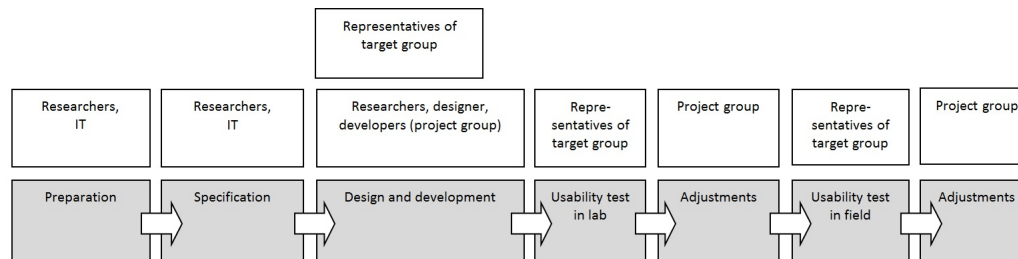 Representatives of
target group
Researchers,
IT
Researchers,
IT
Researchers, designer,
developers (project group)
Repre-
sentatives of
target group
Project group
Repre-
sentatives of
target group
Project group
Preparation
Specification
Design and development
Usability test
in lab
Adjustments
Usability test
in field
Adjustments